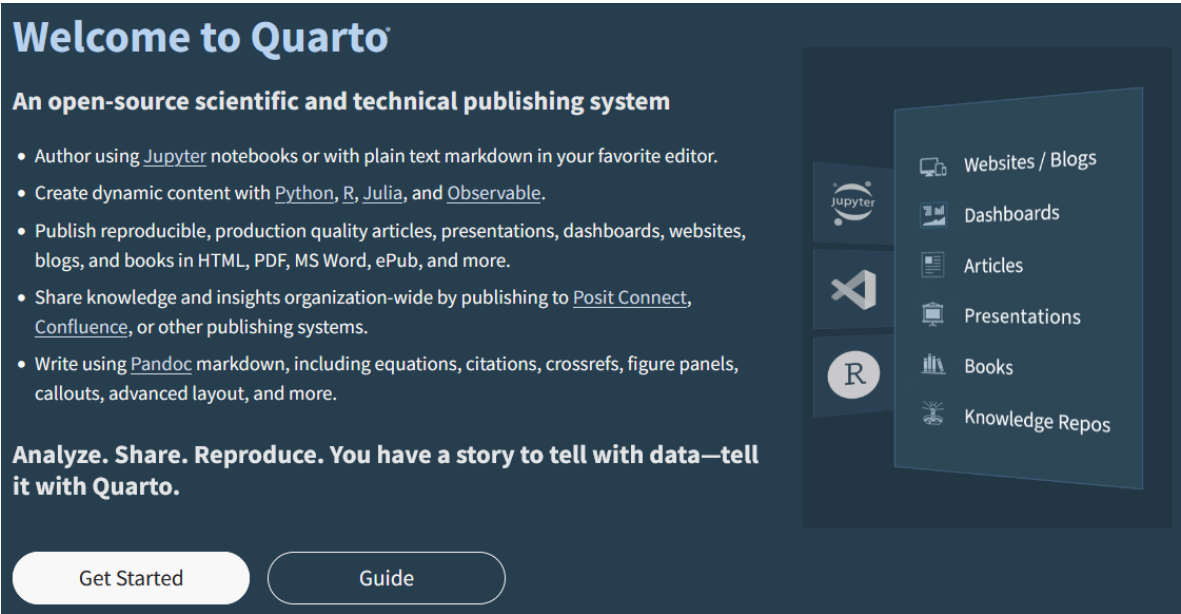 Welcome to Quarto®
An open-source scientific and technical publishing system
• Author using Jupyter notebooks or with plain text markdown in your favorite editor.
• Create dynamic content with Python, R, Julia, and Observable.
• Publish reproducible, production quality articles, presentations, dashboards, websites,
blogs, and books in HTML, PDF, MS Word, ePub, and more.
• Share knowledge and insights organization-wide by publishing to Posit Connect,
Confluence, or other publishing systems.
• Write using Pandoc markdown, including equations, citations, crossrefs, figure panels,
callouts, advanced layout, and more.
Analyze. Share. Reproduce. You have a story to tell with data—tell
it with Quarto.
Get Started
Guide
Jupyter
R
Websites / Blogs
Dashboards
Articles
Presentations
Books
Knowledge Repos